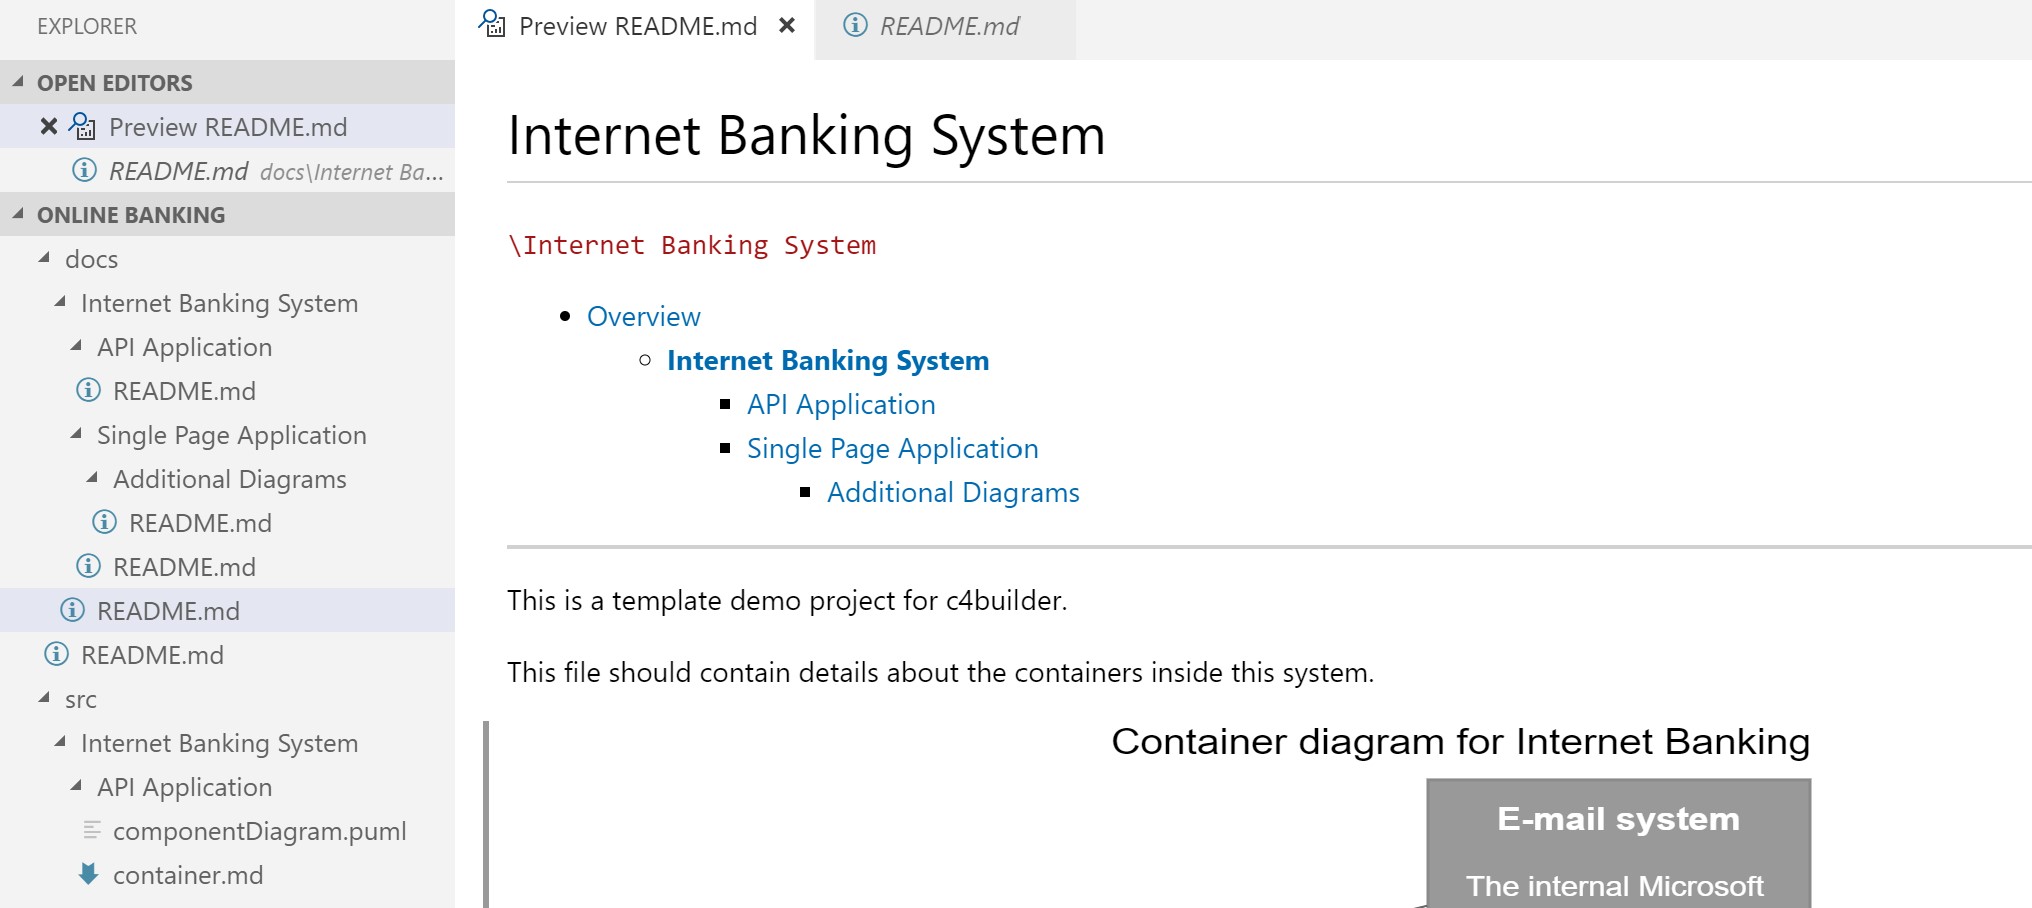 EXPLORER
OPEN EDITORS
Preview README.md
README.md docs\Internet Ba...
ONLINE BANKING
docs
Internet Banking System
API Application
README.md
Single Page Application
Additional Diagrams
README.md
README.md
README.md
README.md
src
Internet Banking System
API Application
componentDiagram.puml
container.md
Preview README.md
README.md
Internet Banking System
\Internet Banking System
Overview
Internet Banking System
API Application
Single Page Application
Additional Diagrams
This is a template demo project for c4builder.
This file should contain details about the containers inside this system.
Container diagram for Internet Banking
E-mail system
The internal Microsoft